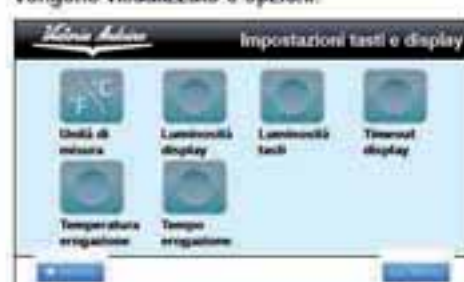 vengono visualizzate 6 opzioni:
Victoria Arduino
Impostazioni tasti e display
°F/°C
Unità di misura
Luminosità display
Luminosità tasti
Timeout display
Temperatura erogazione
Tempo erogazione